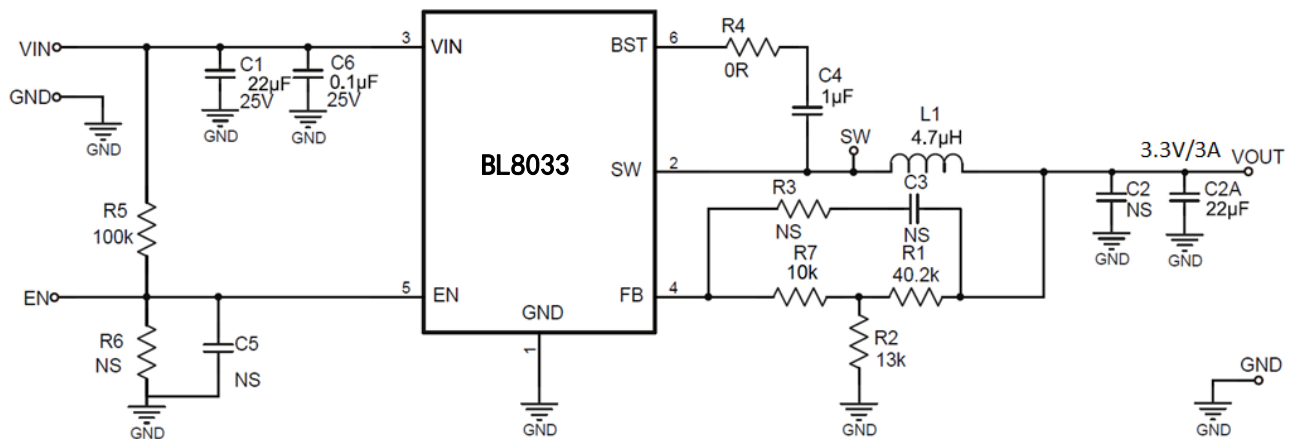 VIN
GND
GND
C1
22µF
25V
GND
C6
0.1µF
25V
GND
R5
100k
EN
R6
NS
C5
NS
GND
3
VIN
BST
6
BL8033
SW
2
5
EN
FB
4
GND
1
GND
R4
0R
C4
1µF
SW
L1
4.7µH
3.3V/3A
VOUT
R3
NS
C3
NS
R7
10k
R1
40.2k
R2
13k
GND
C2
NS
GND
C2A
22µF
GND
GND
GND